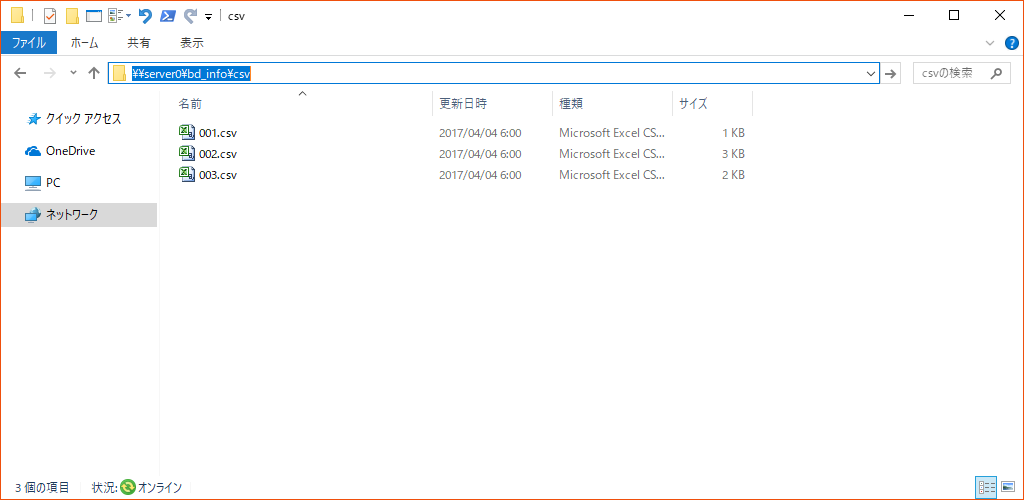 csv
ファイル ホーム 共有 表示
¥¥server0¥bd_info¥csv csvの検索
名前 更新日時 種類 サイズ
クイック アクセス
OneDrive
PC
ネットワーク
001.csv 2017/04/04 6:00 Microsoft Excel CS... 1 KB
002.csv 2017/04/04 6:00 Microsoft Excel CS... 3 KB
003.csv 2017/04/04 6:00 Microsoft Excel CS... 2 KB
3 個の項目 状況: オンライン